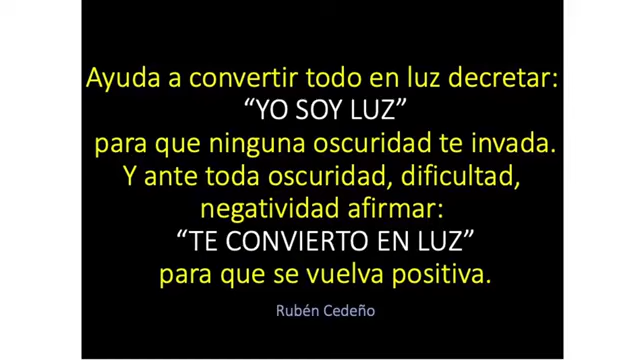 Ayuda a convertir todo en luz decretar:
“YO SOY LUZ”
para que ninguna oscuridad te invada.
Y ante toda oscuridad, dificultad,
negatividad afirmar:
“TE CONVIERTO EN LUZ”
para que se vuelva positiva.
Rubén Cedeño